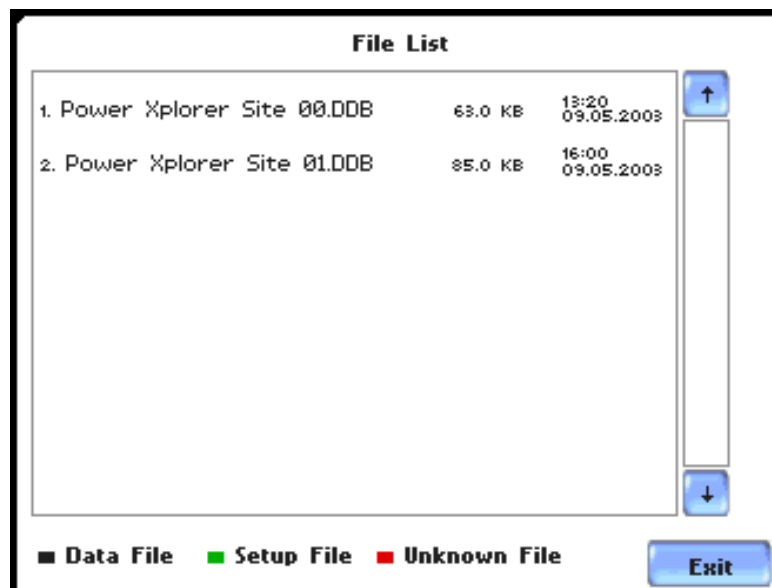 File List
1. Power Xplorer Site 00.DDB 63.0 KB 13:20 09.05.2003
2. Power Xplorer Site 01.DDB 85.0 KB 16:00 09.05.2003
Data File Setup File Unknown File
Exit